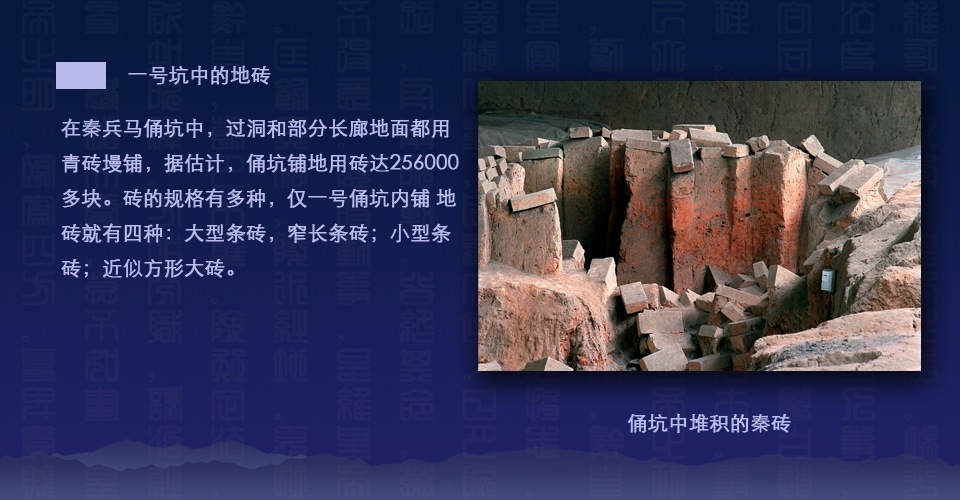 一号坑中的地砖
在秦兵马俑坑中，过洞和部分长廊地面都用
青砖墁铺，据估计，俑坑铺地用砖达256000
多块。砖的规格有多种，仅一号俑坑内铺 地
砖就有四种：大型条砖，窄长条砖；小型条
砖；近似方形大砖。
俑坑中堆积的秦砖